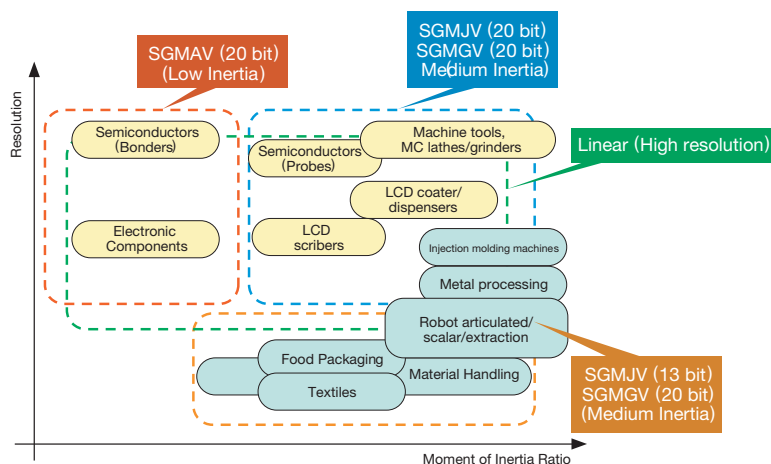 SGMAV (20 bit)
(Low Inertia)
SGMJV (20 bit)
SGMGV (20 bit)
Medium Inertia)
Resolution
Semiconductors
(Bonders)
Semiconductors
(Probes)
Machine tools,
MC lathes/grinders
Linear (High resolution)
LCD coater/
dispensers
Electronic
Components
LCD
scribers
Injection molding machines
Metal processing
Robot articulated/
scalar/extraction
Food Packaging
Material Handling
Textiles
SGMJV (13 bit)
SGMGV (20 bit)
(Medium Inertia)
Moment of Inertia Ratio